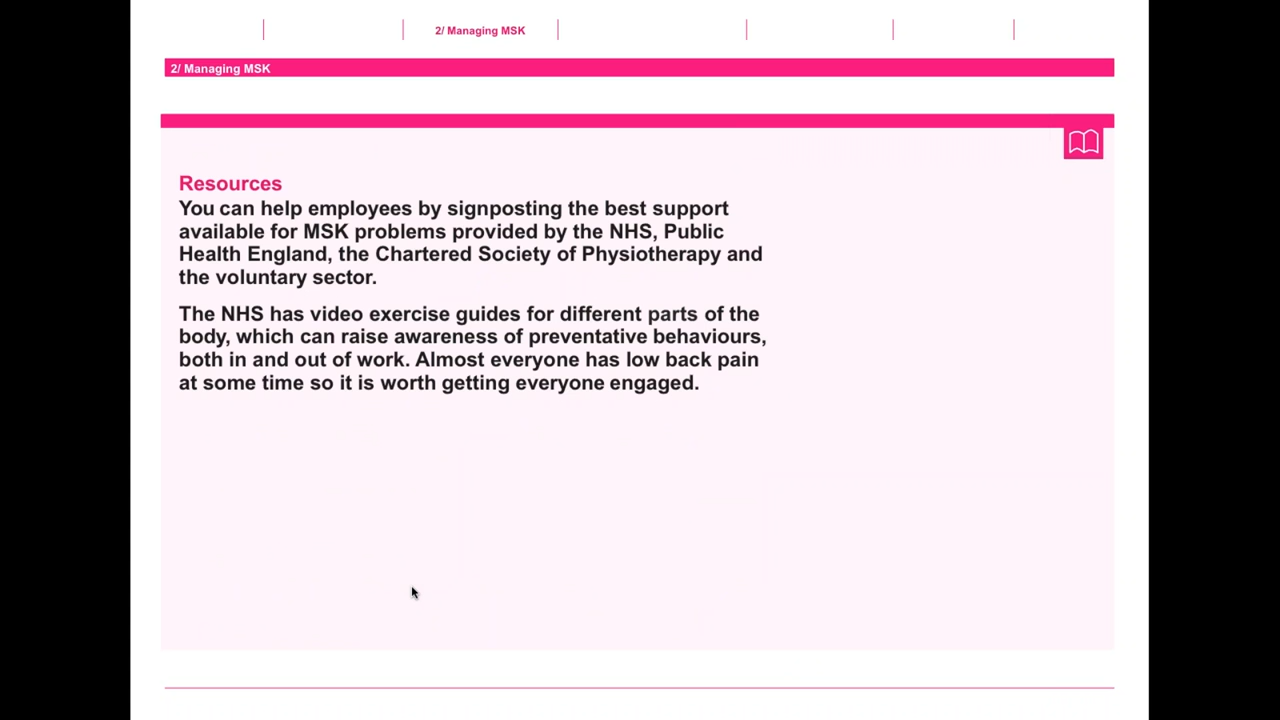 2/ Managing MSK
2/ Managing MSK
Resources
You can help employees by signposting the best support
available for MSK problems provided by the NHS, Public
Health England, the Chartered Society of Physiotherapy and
the voluntary sector.
The NHS has video exercise guides for different parts of the
body, which can raise awareness of preventative behaviours,
both in and out of work. Almost everyone has low back pain
at some time so it is worth getting everyone engaged.